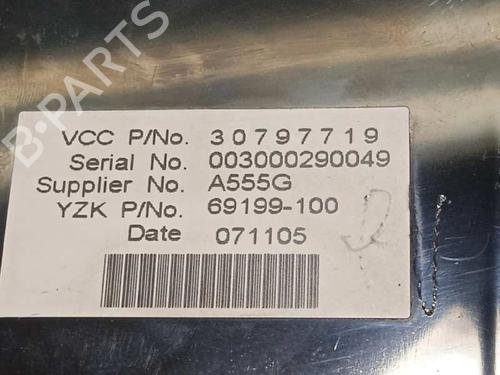 B-PARTS
VCC P/No. 30797719
Serial No. 003000290049
Supplier No. A555G
YZK P/No. 69199-100
Date 071105